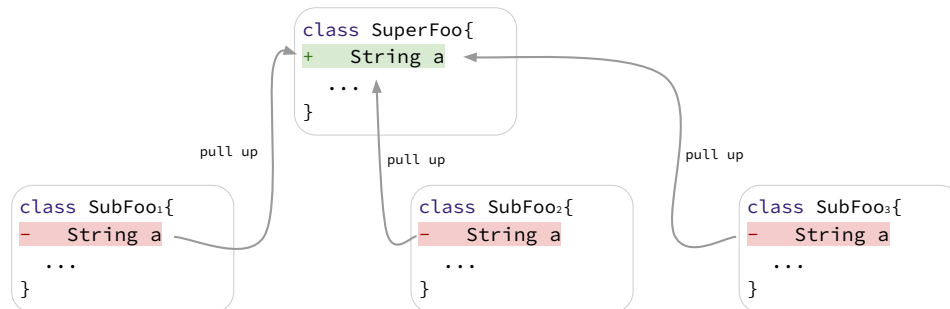 class SuperFoo{
+   String a
  ...
}
pull up
pull up
pull up
class SubFoo₁{
-   String a
  ...
}
class SubFoo₂{
-   String a
  ...
}
class SubFoo₃{
-   String a
  ...
}